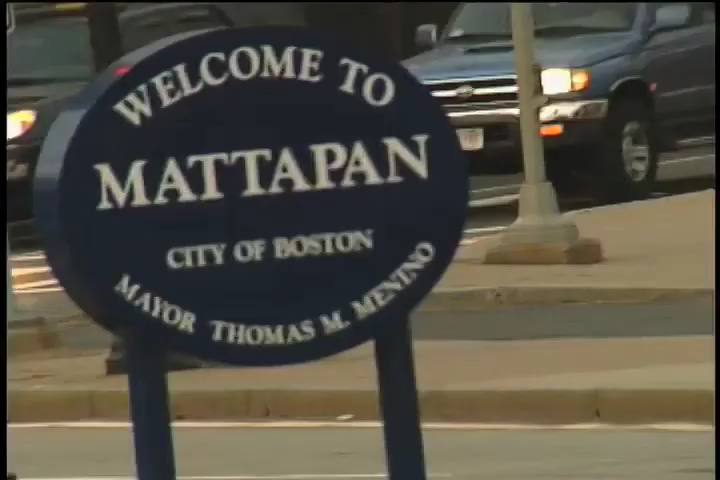 WELCOME TO
MATTAPAN
CITY OF BOSTON
MAYOR THOMAS M. MENINO